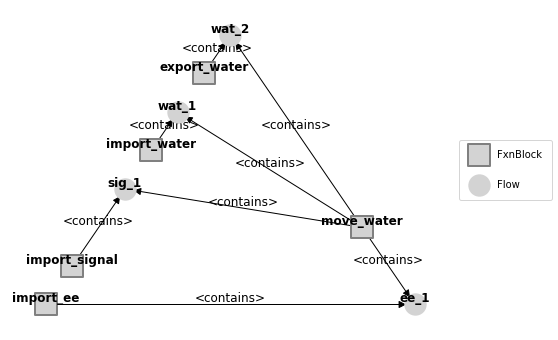 wat_2
<contains>
export_water
wat_1
<contains>
<contains>
import_water
<contains>
FxnBlock
sig_1
Flow
<contains>
<contains>
move_water
import_signal
<contains>
import_ee
<contains>
ee_1